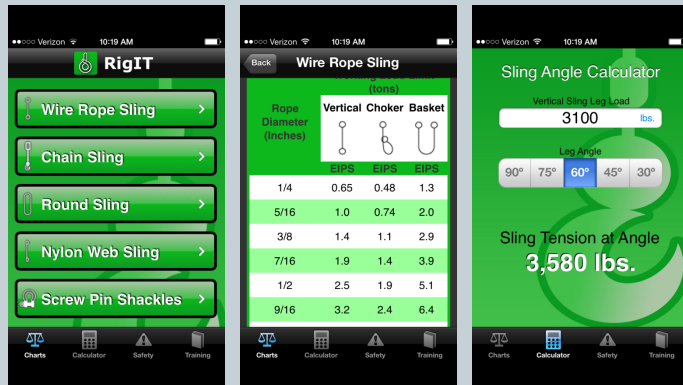 ●●○○○ Verizon 10:19 AM
RigIT
Wire Rope Sling
Chain Sling
Round Sling
Nylon Web Sling
Screw Pin Shackles
Charts Calculator Safety Training
●●○○○ Verizon 10:19 AM
Back Wire Rope Sling
(tons)
Rope Diameter (Inches) Vertical Choker Basket
EIPS EIPS EIPS
1/4 0.65 0.48 1.3
5/16 1.0 0.74 2.0
3/8 1.4 1.1 2.9
7/16 1.9 1.4 3.9
1/2 2.5 1.9 5.1
9/16 3.2 2.4 6.4
Charts Calculator Safety Training
●●○○○ Verizon 10:19 AM
Sling Angle Calculator
Vertical Sling Leg Load
3100 lbs.
Leg Angle
90° 75° 60° 45° 30°
Sling Tension at Angle
3,580 lbs.
Charts Calculator Safety Training